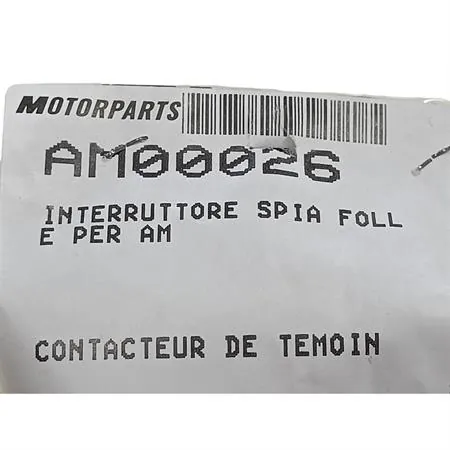 MOTORPARTS
AM00026
INTERRUTTORE SPIA FOLL
E PER AM
CONTACTEUR DE TEMOIN